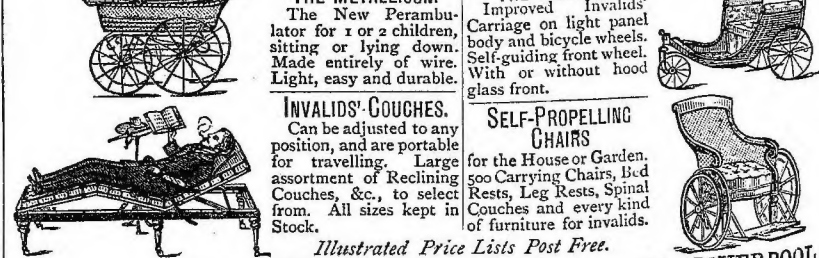 The New Perambu-
lator for 1 or 2 children,
sitting or lying down.
Made entirely of wire.
Light, easy and durable.
INVALIDS' COUCHES.
Can be adjusted to any
position, and are portable
for travelling. Large
assortment of Reclining
Couches, &c., to select
from. All sizes kept in
Stock.
Improved Invalids'
Carriage on light panel
body and bicycle wheels.
Self-guiding front wheel.
With or without hood
glass front.
SELF-PROPELLING
CHAIRS
for the House or Garden.
500 Carrying Chairs, Bed
Rests, Leg Rests, Spinal
Couches and every kind
of furniture for invalids.
Illustrated Price Lists Post Free.